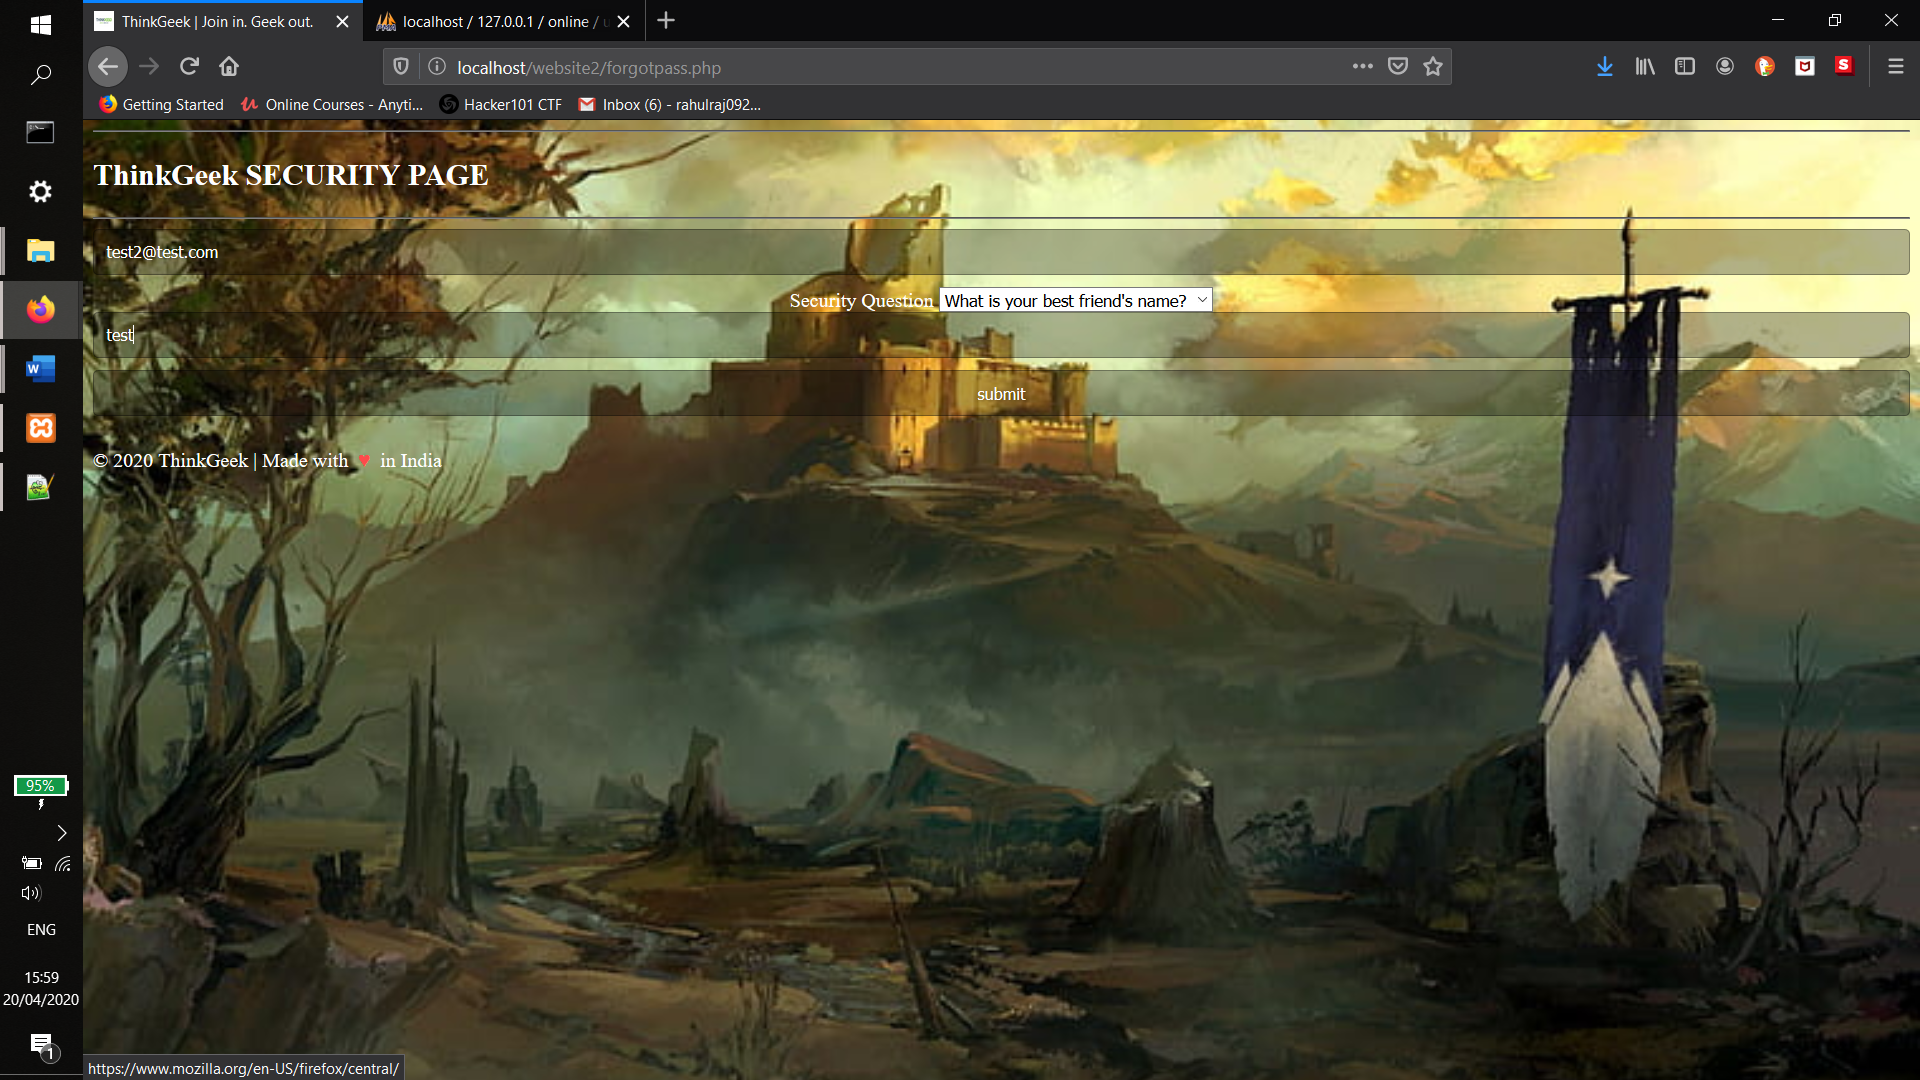 ThinkGeek | Join in. Geek out.
localhost / 127.0.0.1 / online / u
localhost/website2/forgotpass.php
Getting Started
Online Courses - Anyti...
Hacker101 CTF
Inbox (6) - rahulraj092...
ThinkGeek SECURITY PAGE
test2@test.com
Security Question What is your best friend's name?
test
submit
© 2020 ThinkGeek | Made with ♥ in India
95%
ENG
15:59
20/04/2020
1
https://www.mozilla.org/en-US/firefox/central/